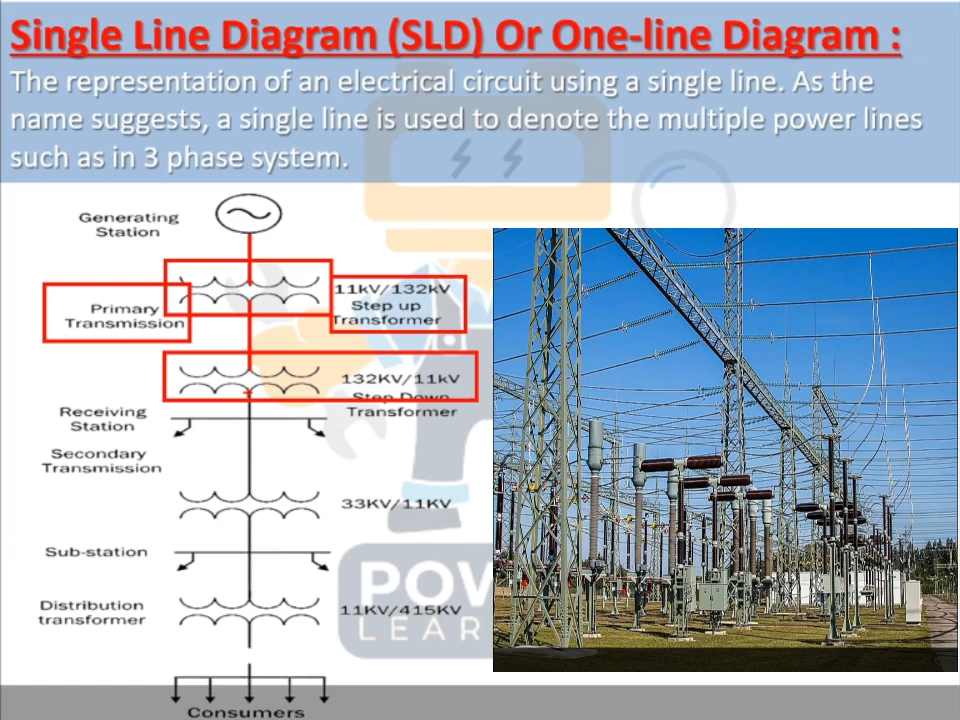 Single Line Diagram (SLD) Or One-line Diagram :
The representation of an electrical circuit using a single line. As the
name suggests, a single line is used to denote the multiple power lines
such as in 3 phase system.
Generating
Station
11kV/132kV
Step up
Transformer
Primary
Transmission
132KV/11kV
Step Down
Transformer
Receiving
Station
Secondary
Transmission
33KV/11KV
Sub-station
Distribution
transformer
11KV/415KV
POW
LEAR
Consumers